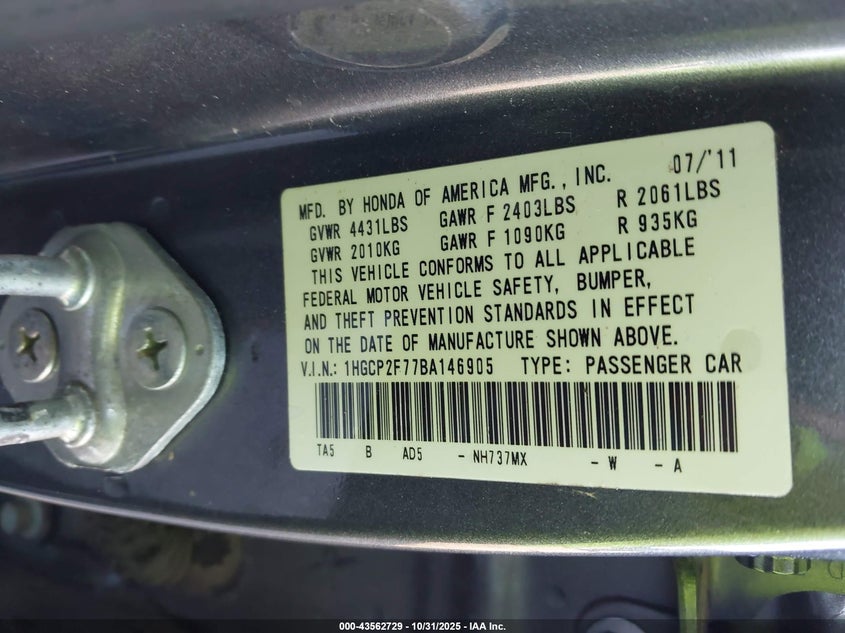 07/'11
MFD. BY HONDA OF AMERICA MFG., INC.
GVWR 4431LBS GAWR F 2403LBS R 2061LBS
GVWR 2010KG GAWR F 1090KG R 935KG
THIS VEHICLE CONFORMS TO ALL APPLICABLE
FEDERAL MOTOR VEHICLE SAFETY, BUMPER,
AND THEFT PREVENTION STANDARDS IN EFFECT
ON THE DATE OF MANUFACTURE SHOWN ABOVE.
V.I.N.: 1HGCP2F77BA146905 TYPE: PASSENGER CAR
TA5 B AD5 - NH737MX - W - A
000-43562729 - 10/31/2025 - IAA Inc.